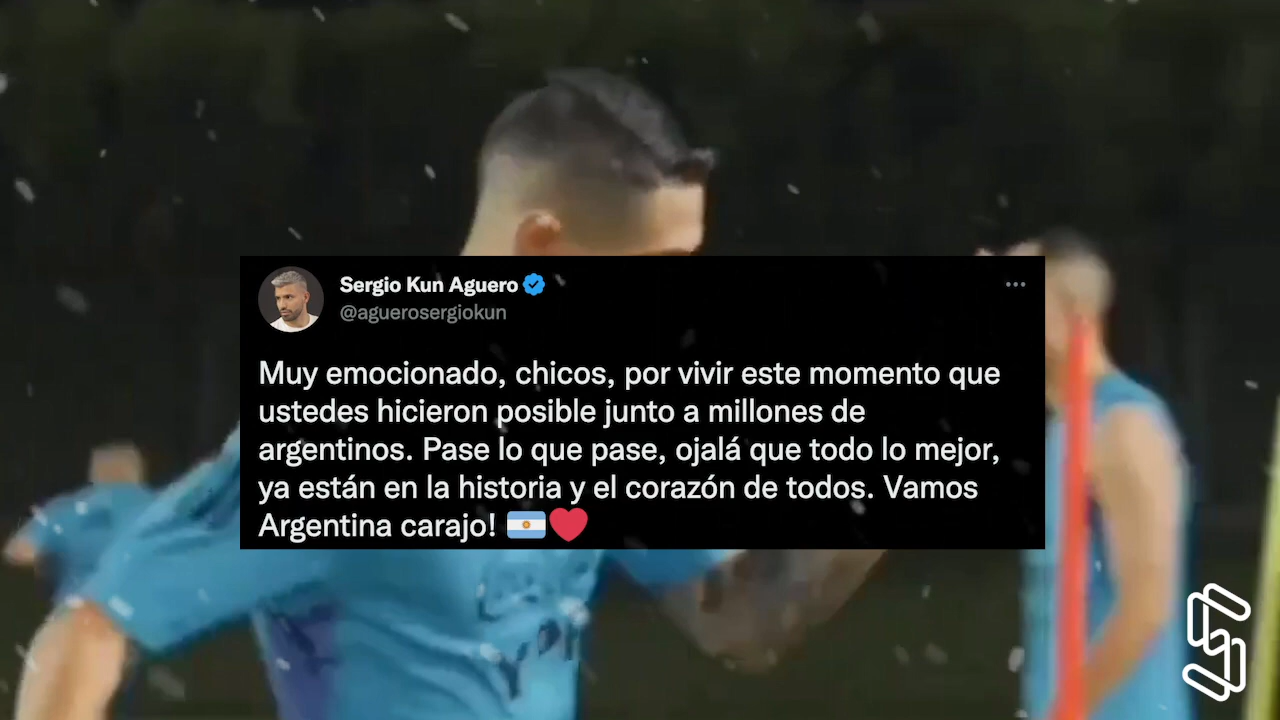 Sergio Kun Aguero
@aguerosergiokun
Muy emocionado, chicos, por vivir este momento que
ustedes hicieron posible junto a millones de
argentinos. Pase lo que pase, ojalá que todo lo mejor,
ya están en la historia y el corazón de todos. Vamos
Argentina carajo! 🇦🇷❤️